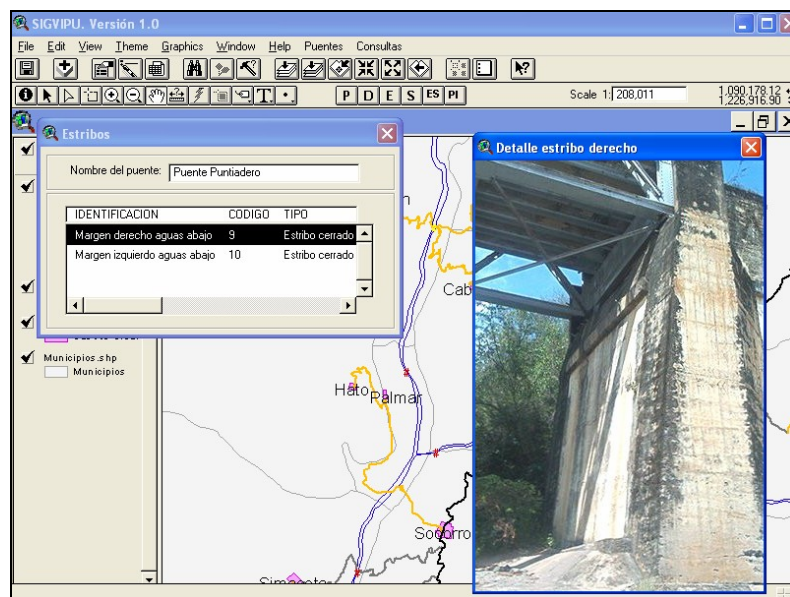 SIGVIPU. Versión 1.0
File Edit View Theme Graphics Window Help Puentes Consultas
P D E S ES PI
Scale 1: 208,011
1,090,178.12
1,226,916.90
Estribos
Nombre del puente: Puente Puntiadero
IDENTIFICACION CODIGO TIPO
Margen derecho aguas abajo 9 Estribo cerrado
Margen izquierdo aguas abajo 10 Estribo cerrado
Detalle estribo derecho
Municipios.shp
Municipios
Cab
Hato
Palmar
Socorro